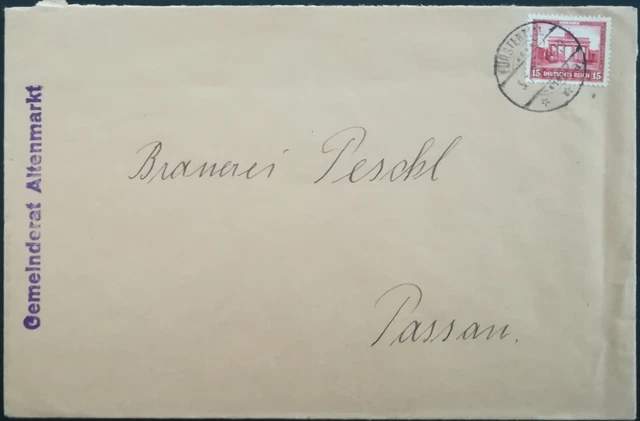 Gemeinderat Altenmarkt
15 DEUTSCHES REICH 15
Brauerei Peschl
Passau.